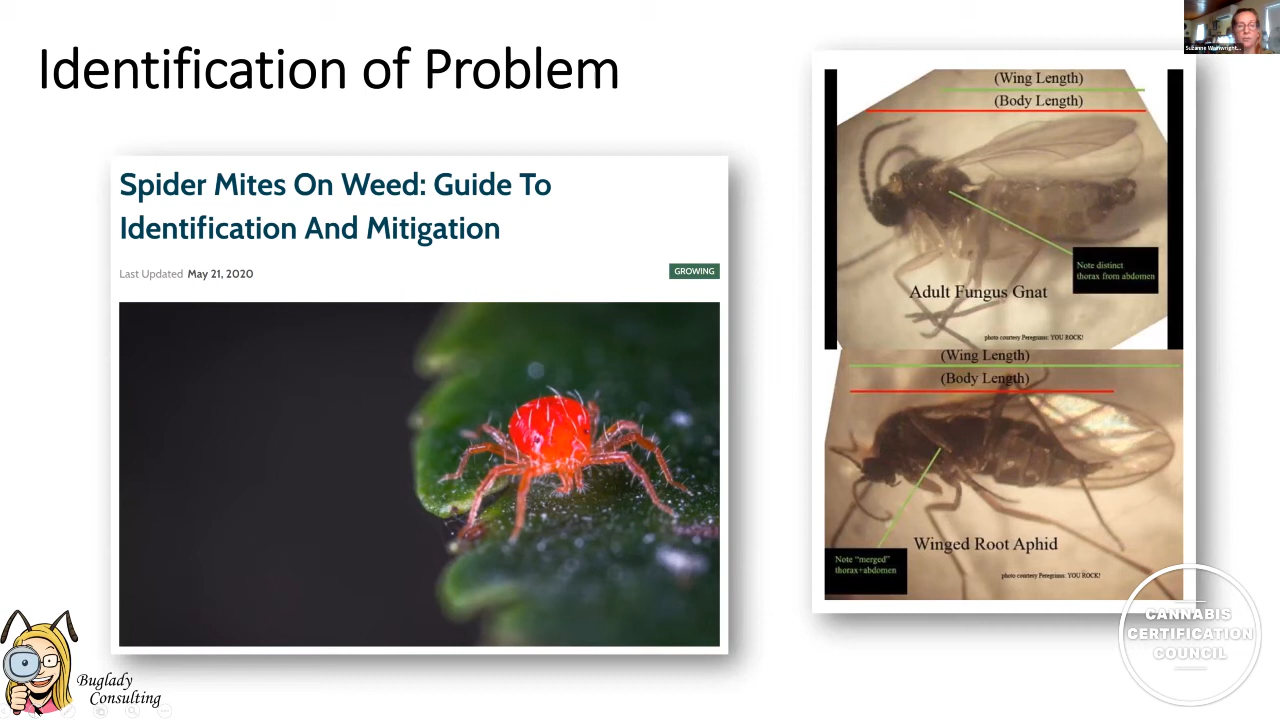 Identification of Problem
Suzanne Wainwright...
Spider Mites On Weed: Guide To
Identification And Mitigation
Last Updated May 21, 2020
GROWING
(Wing Length)
(Body Length)
Note distinct
thorax from abdomen
Adult Fungus Gnat
photo courtesy Peregrinus: YOU ROCK!
(Wing Length)
(Body Length)
Winged Root Aphid
Note "merged"
thorax+abdomen
photo courtesy Peregrinus: YOU ROCK!
Buglady
Consulting
CANNABIS
CERTIFICATION
COUNCIL